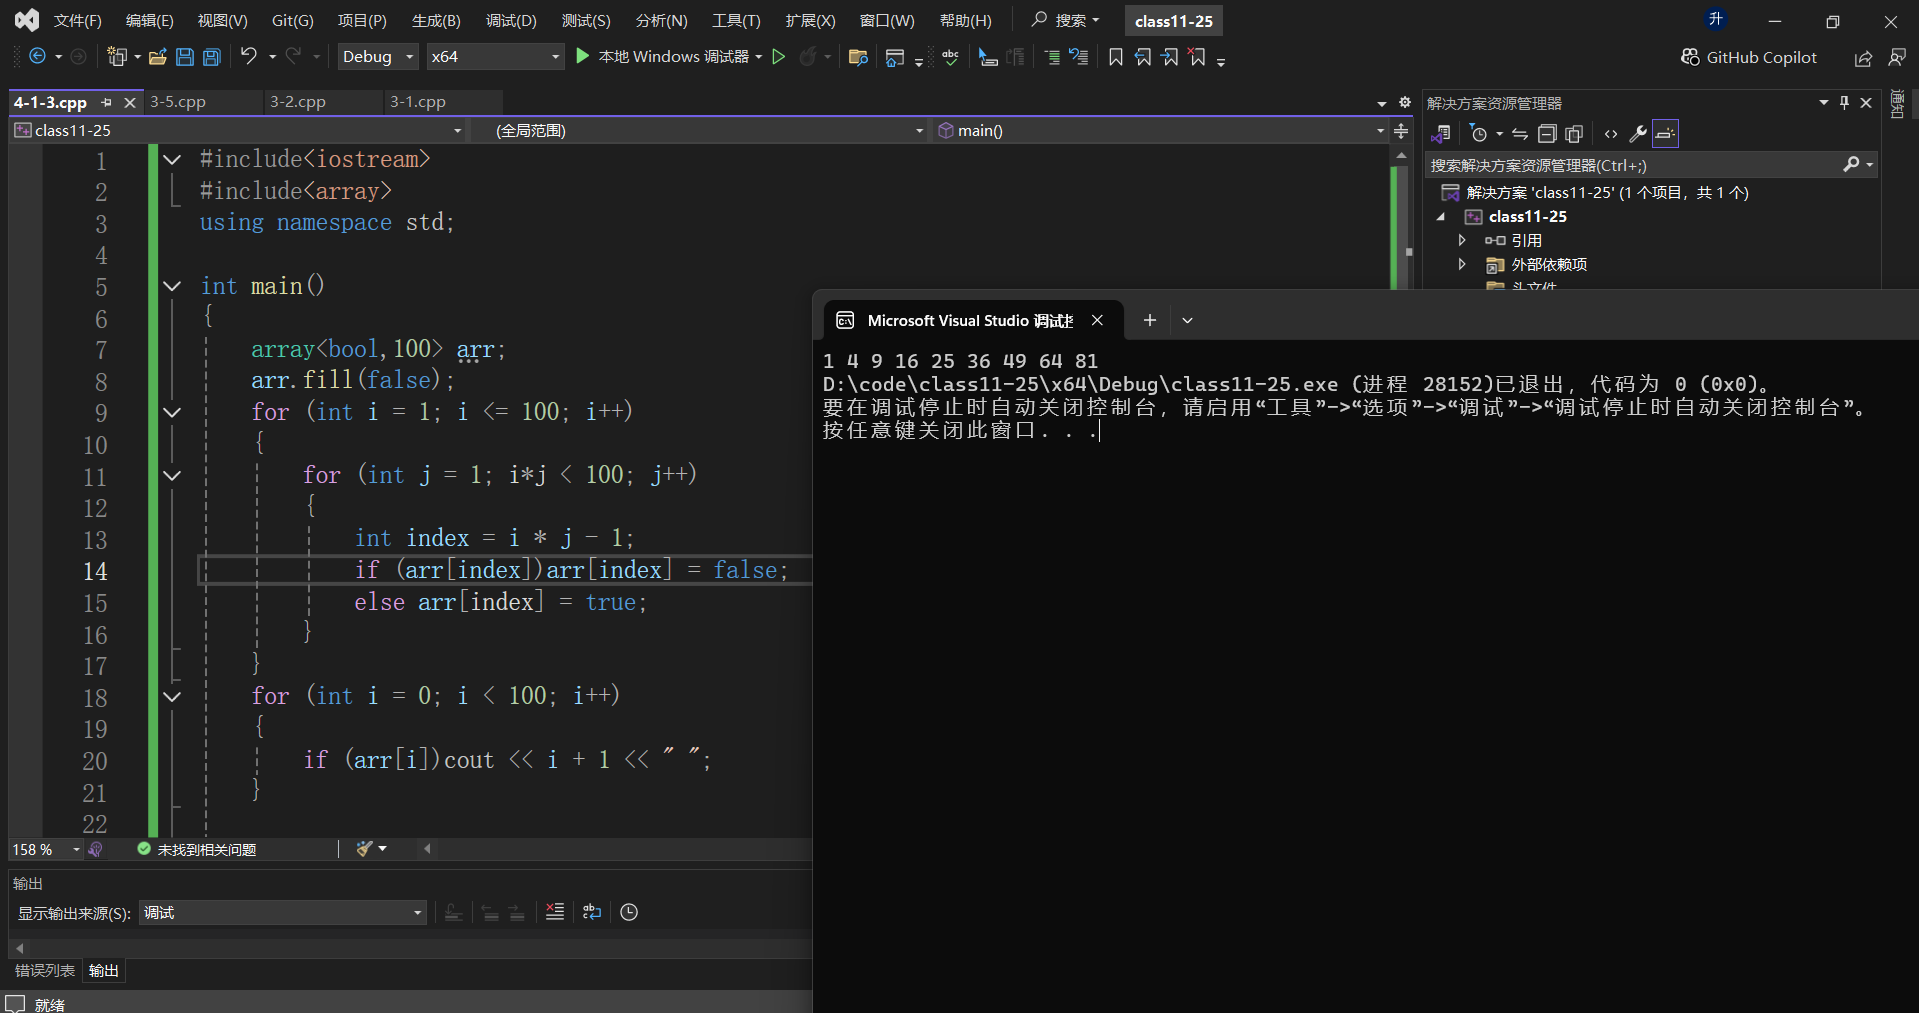 文件(F) 编辑(E) 视图(V) Git(G) 项目(P) 生成(B) 调试(D) 测试(S) 分析(N) 工具(T) 扩展(X) 窗口(W) 帮助(H) 搜索 class11-25 升
Debug x64 本地 Windows 调试器 GitHub Copilot
4-1-3.cpp 3-5.cpp 3-2.cpp 3-1.cpp
class11-25 (全局范围) main()
1 #include<iostream>
2 #include<array>
3 using namespace std;
4
5 int main()
6 {
7 array<bool,100> arr;
8 arr.fill(false);
9 for (int i = 1; i <= 100; i++)
10 {
11 for (int j = 1; i*j < 100; j++)
12 {
13 int index = i * j - 1;
14 if (arr[index])arr[index] = false;
15 else arr[index] = true;
16 }
17 }
18 for (int i = 0; i < 100; i++)
19 {
20 if (arr[i])cout << i + 1 << " ";
21 }
22
158 % 未找到相关问题
输出
显示输出来源(S): 调试
错误列表 输出
就绪
解决方案资源管理器
搜索解决方案资源管理器(Ctrl+;)
解决方案 'class11-25' (1 个项目，共 1 个)
class11-25
引用
外部依赖项
头文件
通知
Microsoft Visual Studio 调试控
1 4 9 16 25 36 49 64 81
D:\code\class11-25\x64\Debug\class11-25.exe (进程 28152)已退出，代码为 0 (0x0)。
要在调试停止时自动关闭控制台，请启用“工具”->“选项”->“调试”->“调试停止时自动关闭控制台”。
按任意键关闭此窗口. . .